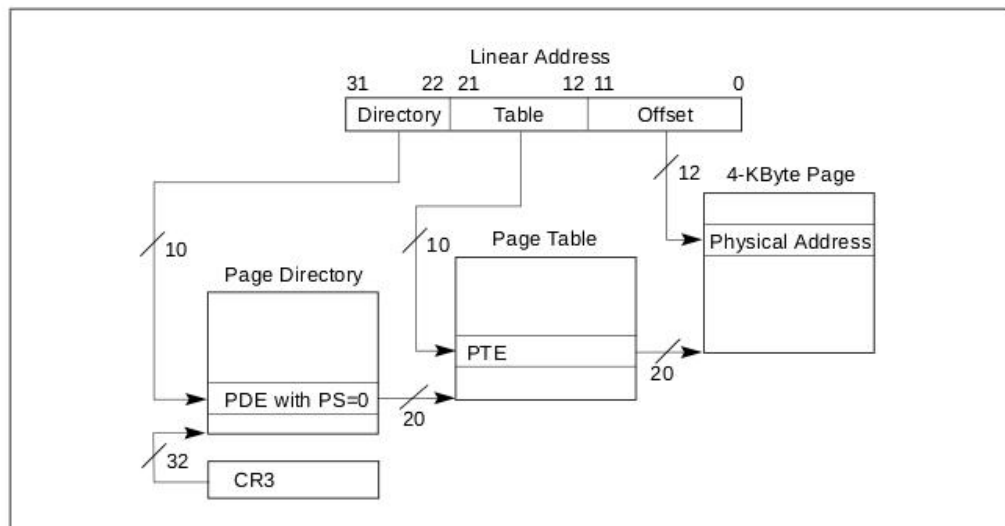 Linear Address
31 22 21 12 11 0
Directory Table Offset
12
4-KByte Page
10
10
Page Table
Physical Address
Page Directory
PTE
20
PDE with PS=0
20
32
CR3